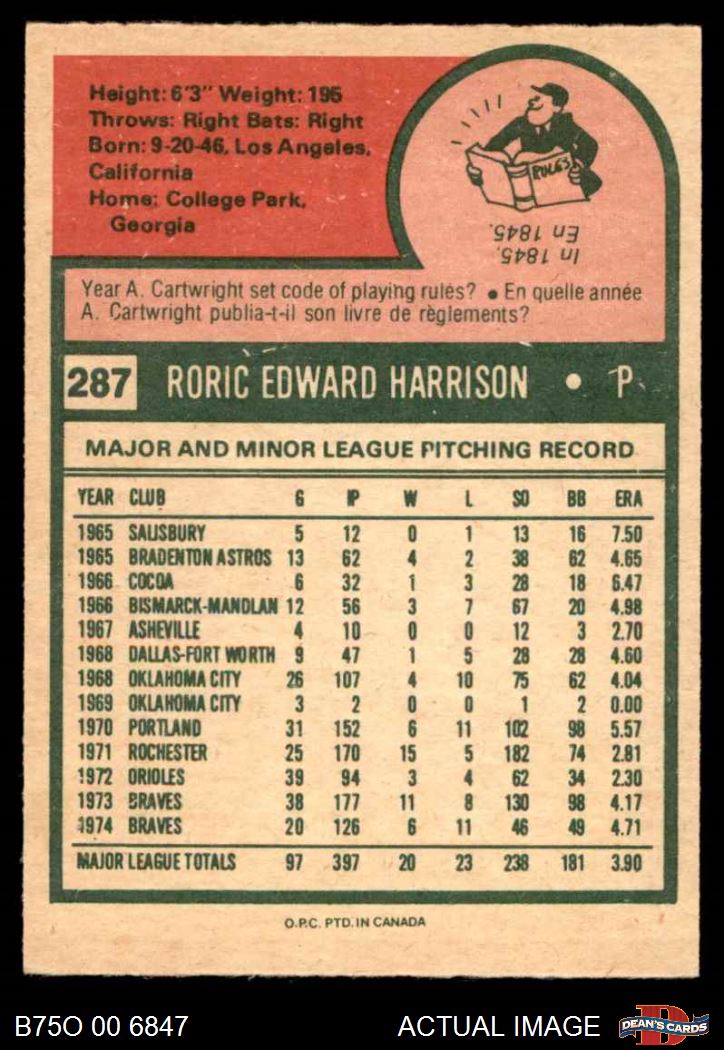 Height: 6'3" Weight: 195
Throws: Right Bats: Right
Born: 9-20-46, Los Angeles,
California
Home: College Park,
Georgia
RULES
In 1845.
En 1845.
Year A. Cartwright set code of playing rules? • En quelle année
A. Cartwright publia-t-il son livre de règlements?
287 RORIC EDWARD HARRISON • P
MAJOR AND MINOR LEAGUE PITCHING RECORD
YEAR CLUB G IP W L SO BB ERA
1965 SALISBURY 5 12 0 1 13 16 7.50
1965 BRADENTON ASTROS 13 62 4 2 38 62 4.65
1966 COCOA 6 32 1 3 28 18 6.47
1966 BISMARCK-MANDLAN 12 56 3 7 67 20 4.98
1967 ASHEVILLE 4 10 0 0 12 3 2.70
1968 DALLAS-FORT WORTH 9 47 1 5 28 28 4.60
1968 OKLAHOMA CITY 26 107 4 10 75 62 4.04
1969 OKLAHOMA CITY 3 2 0 0 1 2 0.00
1970 PORTLAND 31 152 6 11 102 98 5.57
1971 ROCHESTER 25 170 15 5 182 74 2.81
1972 ORIOLES 39 94 3 4 62 34 2.30
1973 BRAVES 38 177 11 8 130 98 4.17
1974 BRAVES 20 126 6 11 46 49 4.71
MAJOR LEAGUE TOTALS 97 397 20 23 238 181 3.90
O.P.C. PTD. IN CANADA
B75O 00 6847 ACTUAL IMAGE D DEAN'S CARDS